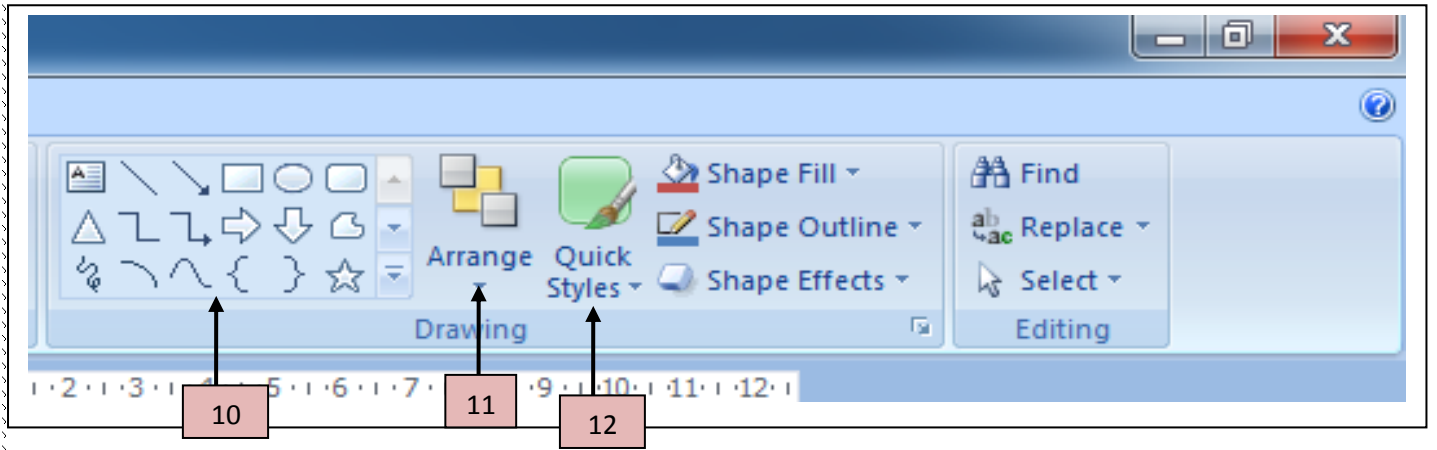 Shape Fill
Find
Shape Outline
Replace
Arrange
Quick
Styles
Shape Effects
Select
Drawing
Editing
2 3 4 5 6 7 9 10 11 12
10
11
12